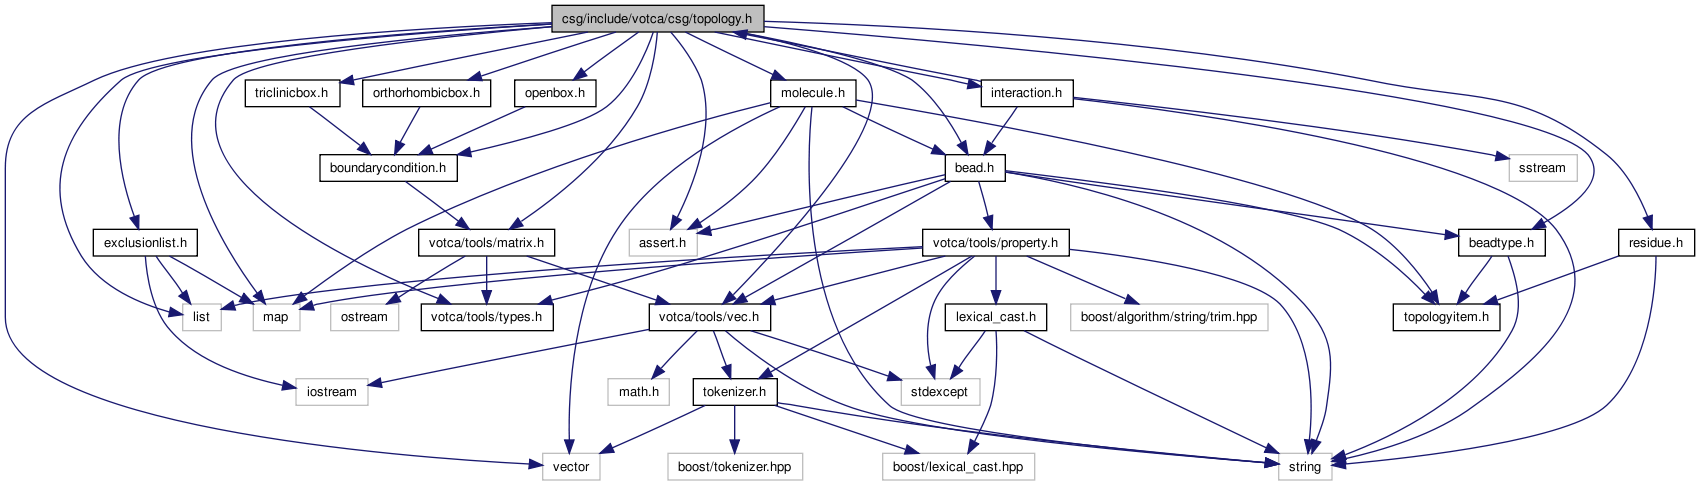 csg/include/votca/csg/topology.h
triclinicbox.h
orthorhombicbox.h
openbox.h
molecule.h
interaction.h
boundarycondition.h
bead.h
sstream
exclusionlist.h
votca/tools/matrix.h
assert.h
votca/tools/property.h
beadtype.h
residue.h
list
map
ostream
votca/tools/types.h
votca/tools/vec.h
lexical_cast.h
boost/algorithm/string/trim.hpp
topologyitem.h
iostream
math.h
tokenizer.h
stdexcept
vector
boost/tokenizer.hpp
boost/lexical_cast.hpp
string